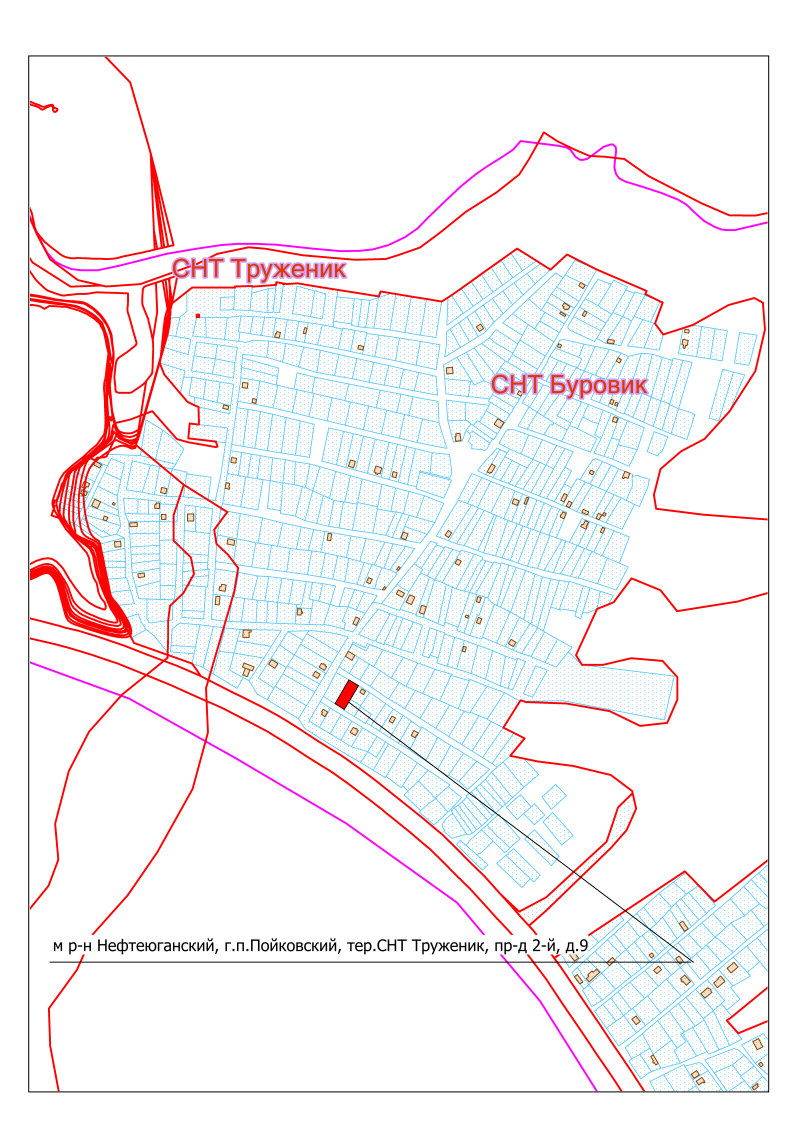 СНТ Труженик
СНТ Буровик
м р-н Нефтеюганский, г.п.Пойковский, тер.СНТ Труженик, пр-д 2-й, д.9